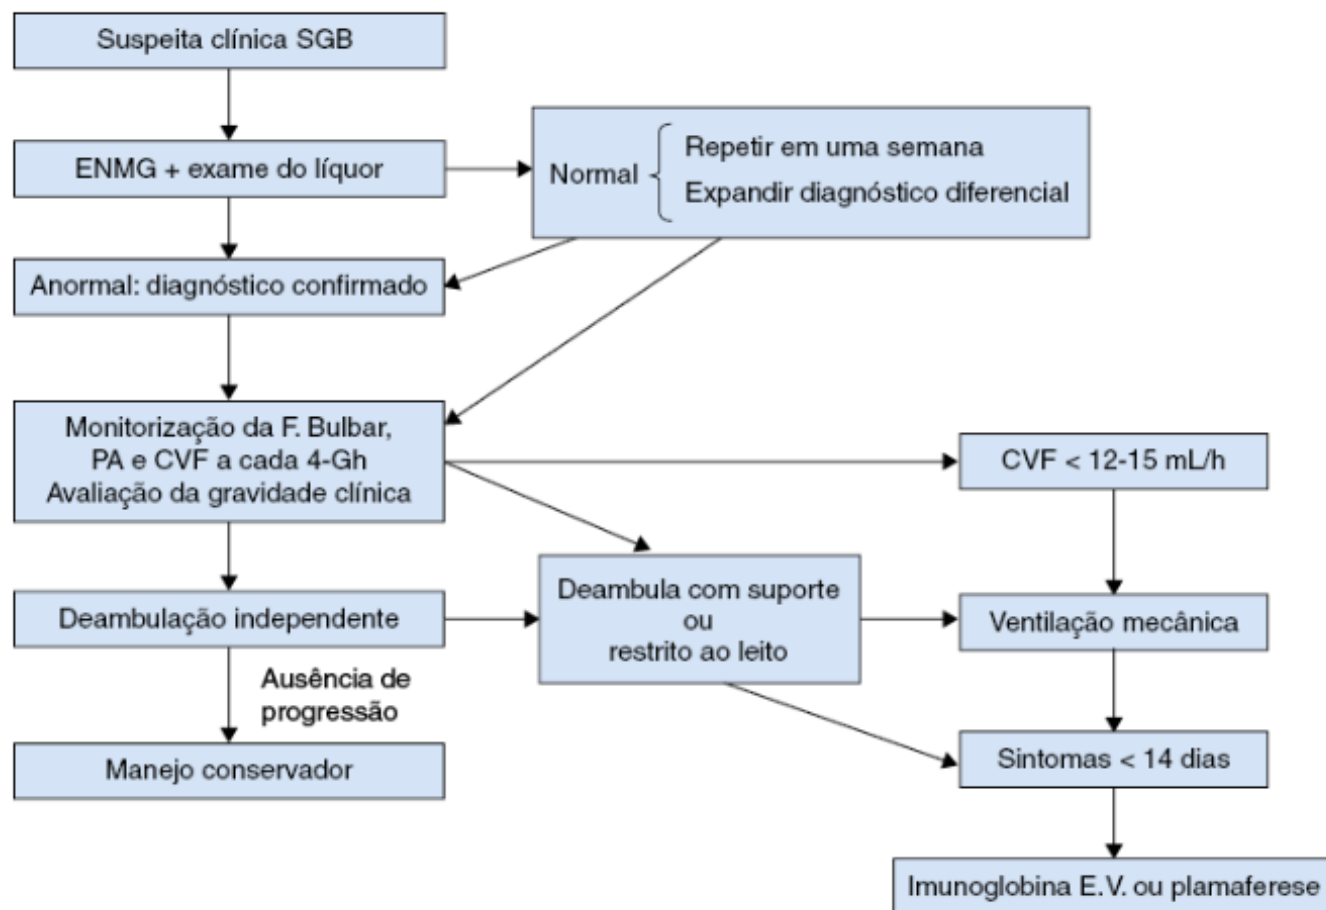 Suspeita clínica SGB
ENMG + exame do líquor
Normal
Repetir em uma semana
Expandir diagnóstico diferencial
Anormal: diagnóstico confirmado
Monitorização da F. Bulbar,
PA e CVF a cada 4-Gh
Avaliação da gravidade clínica
CVF < 12-15 mL/h
Deambulação independente
Deambula com suporte
ou
restrito ao leito
Ventilação mecânica
Ausência de
progressão
Sintomas < 14 dias
Manejo conservador
Imunoglobina E.V. ou plamaferese